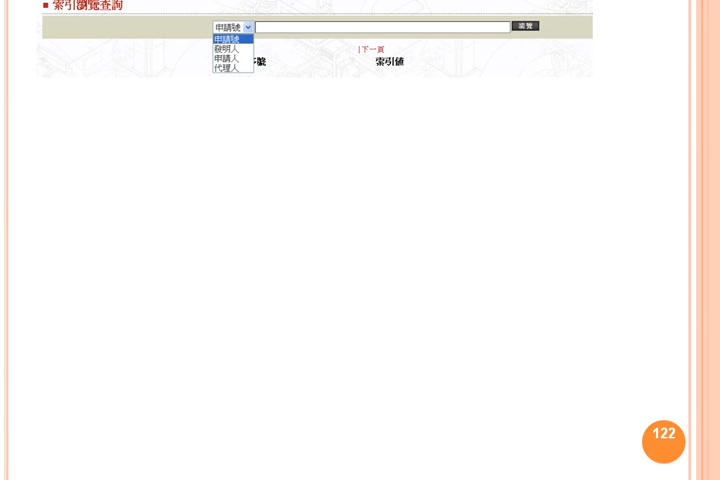 索引瀏覽查詢
申請號 瀏覽
申請號
發明人
申請人
代理人
|下一頁
號 索引值
122